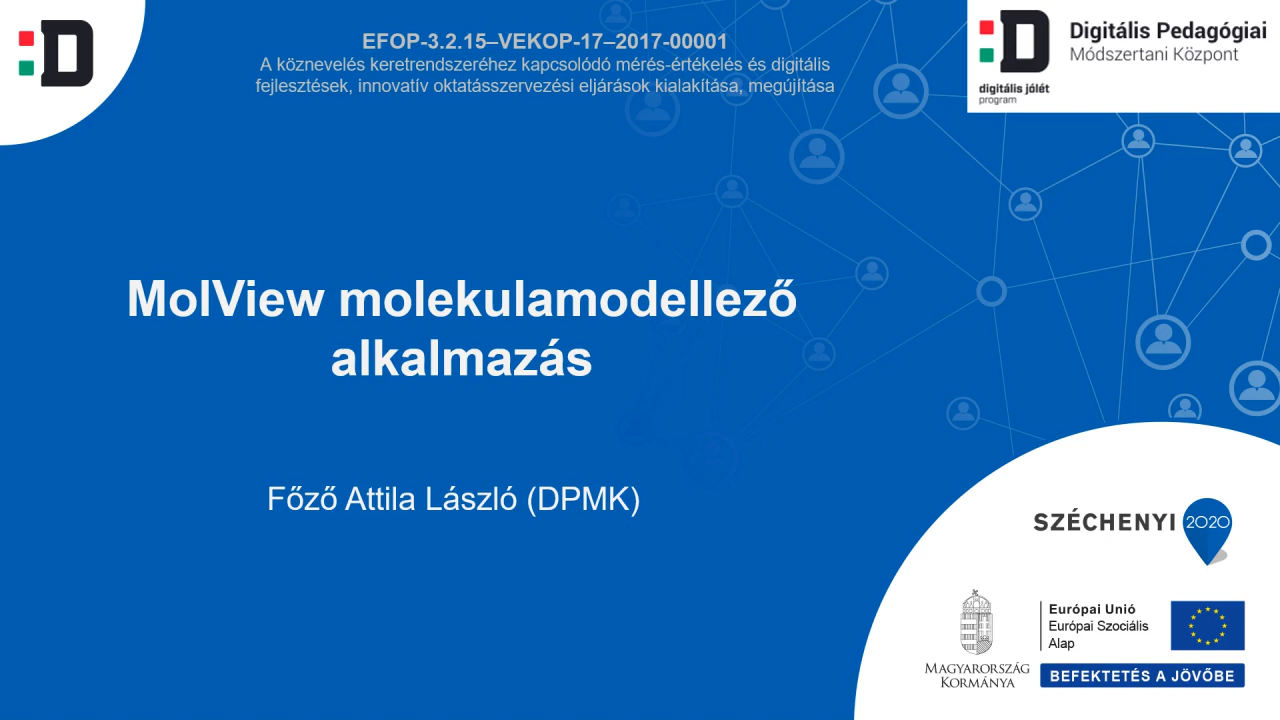 EFOP-3.2.15–VEKOP-17–2017-00001
A köznevelés keretrendszeréhez kapcsolódó mérés-értékelés és digitális
fejlesztések, innovatív oktatásszervezési eljárások kialakítása, megújítása
D
D
digitális jólét
program
Digitális Pedagógiai
Módszertani Központ
MolView molekulamodellező
alkalmazás
Főző Attila László (DPMK)
SZÉCHENYI 2020
MAGYARORSZÁG
KORMÁNYA
Európai Unió
Európai Szociális
Alap
BEFEKTETÉS A JÖVŐBE